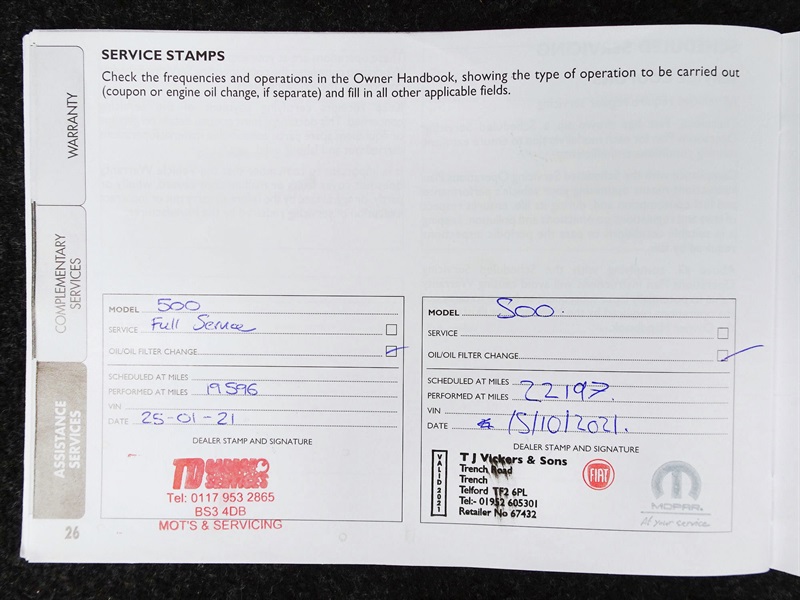 SERVICE STAMPS
Check the frequencies and operations in the Owner Handbook, showing the type of operation to be carried out
(coupon or engine oil change, if separate) and fill in all other applicable fields.
WARRANTY
COMPLEMENTARY
SERVICES
ASSISTANCE
SERVICES
MODEL 500
SERVICE Full Service
OIL/OIL FILTER CHANGE
SCHEDULED AT MILES
PERFORMED AT MILES 19596
VIN
DATE 25-01-21
DEALER STAMP AND SIGNATURE
TD
SERVICES
Tel: 0117 953 2865
BS3 4DB
MOT'S & SERVICING
MODEL 500
SERVICE
OIL/OIL FILTER CHANGE
SCHEDULED AT MILES
PERFORMED AT MILES 22197.
VIN
DATE 15/10/2021.
DEALER STAMP AND SIGNATURE
VALID 2021
T J Vickers & Sons
Trench Road
Trench
Telford TF2 6PL
Tel:- 01952 605301
Retailer No 67432
FIAT
MOPAR
At your service
26